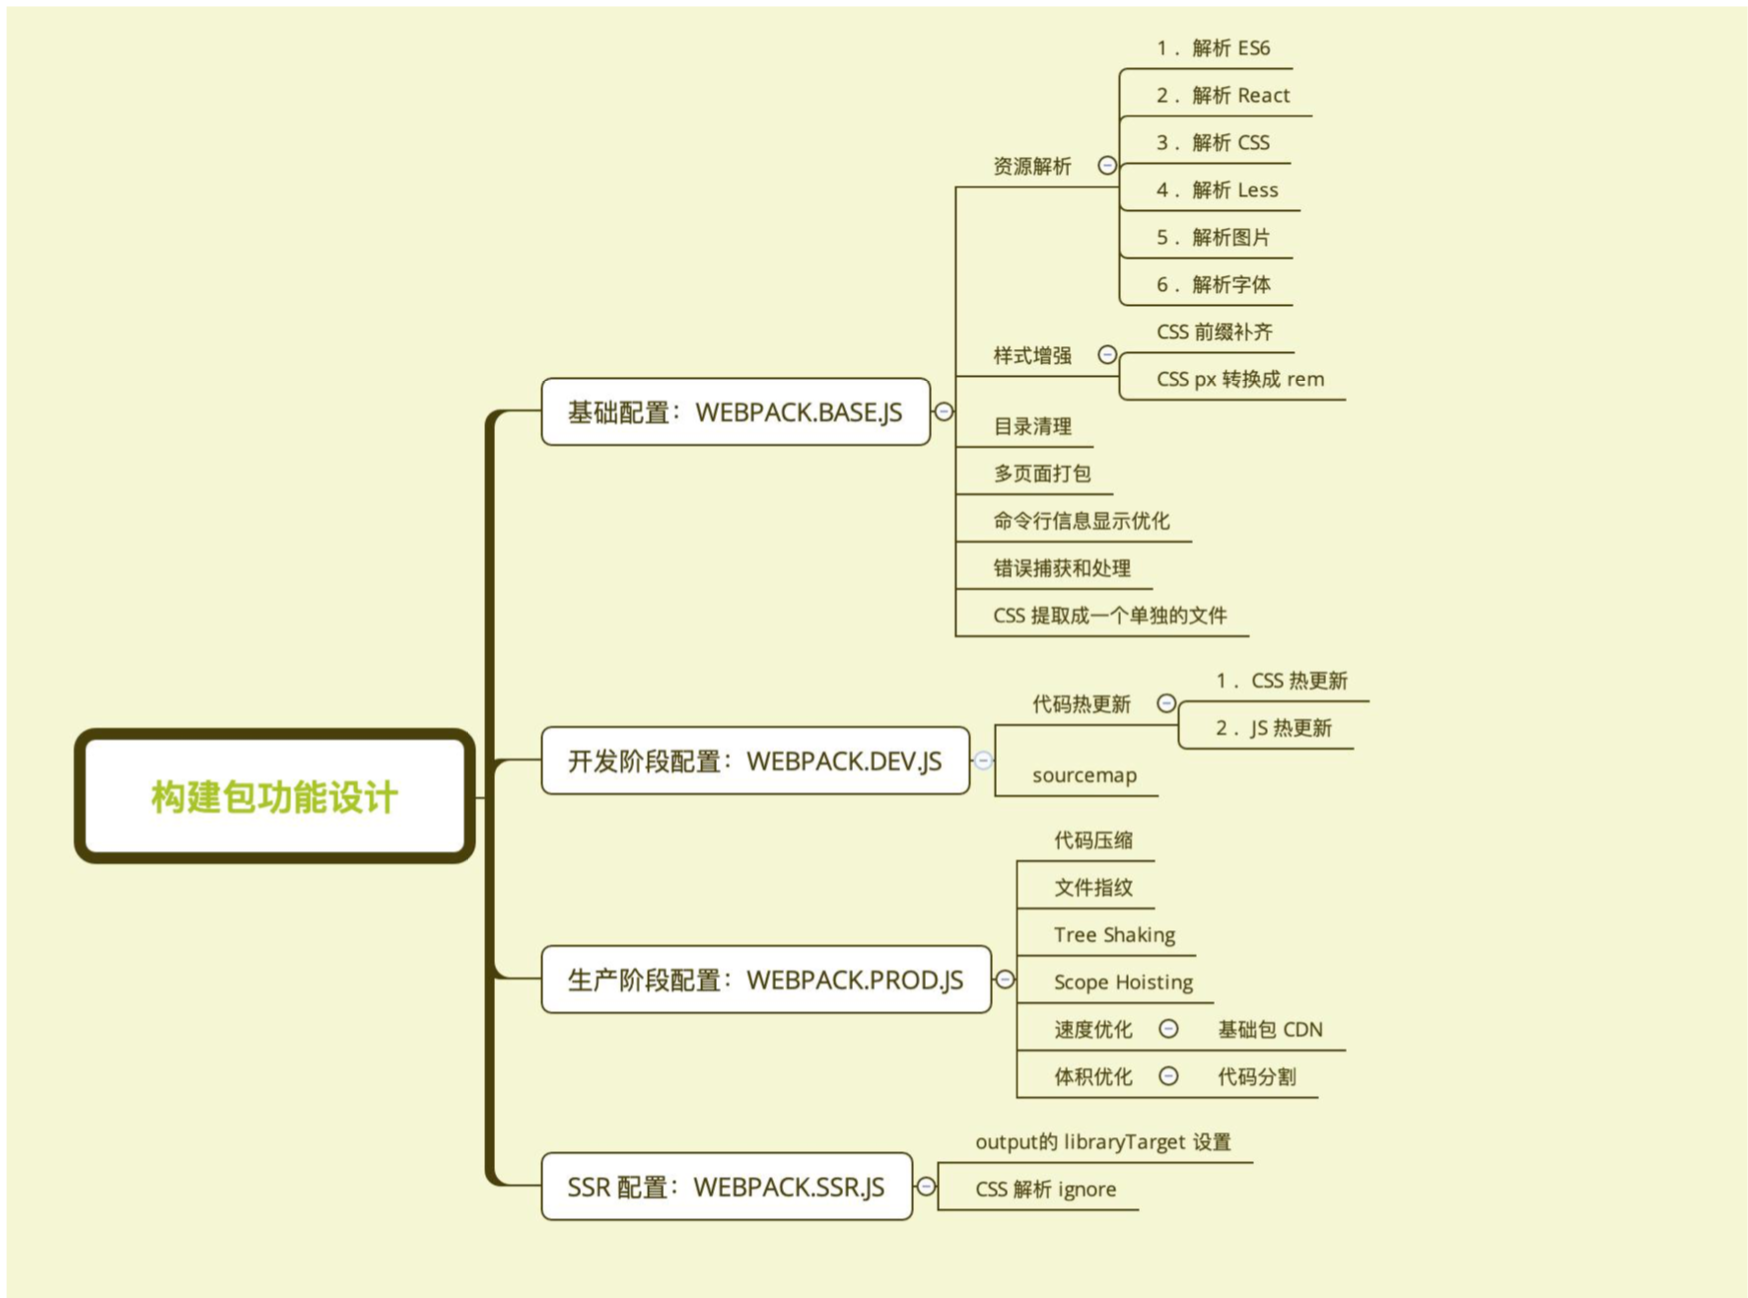 构建包功能设计
基础配置：WEBPACK.BASE.JS
资源解析
1．解析 ES6
2．解析 React
3．解析 CSS
4．解析 Less
5．解析图片
6．解析字体
样式增强
CSS 前缀补齐
CSS px 转换成 rem
目录清理
多页面打包
命令行信息显示优化
错误捕获和处理
CSS 提取成一个单独的文件
开发阶段配置：WEBPACK.DEV.JS
代码热更新
1．CSS 热更新
2．JS 热更新
sourcemap
生产阶段配置：WEBPACK.PROD.JS
代码压缩
文件指纹
Tree Shaking
Scope Hoisting
速度优化
基础包 CDN
体积优化
代码分割
SSR 配置：WEBPACK.SSR.JS
output的 libraryTarget 设置
CSS 解析 ignore